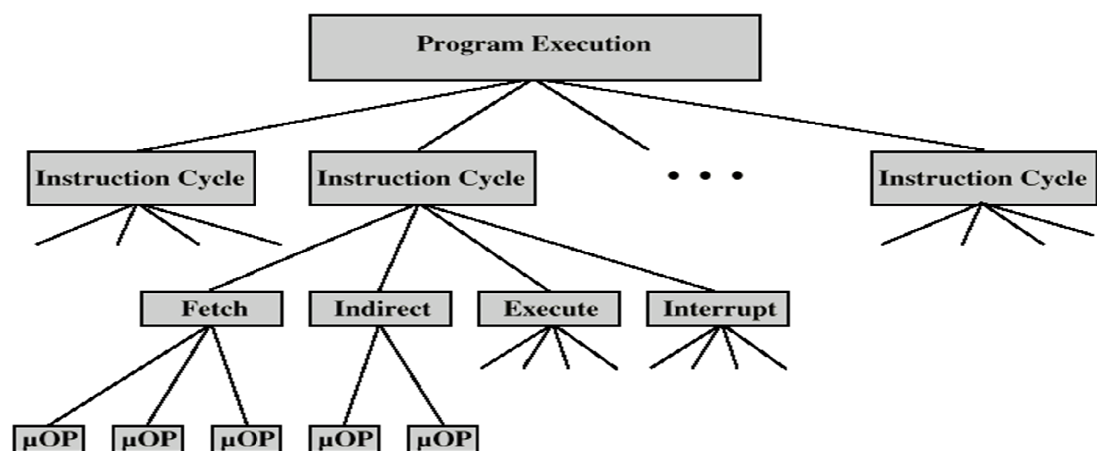 Program Execution
Instruction Cycle
Instruction Cycle
• • •
Instruction Cycle
Fetch
Indirect
Execute
Interrupt
µOP
µOP
µOP
µOP
µOP